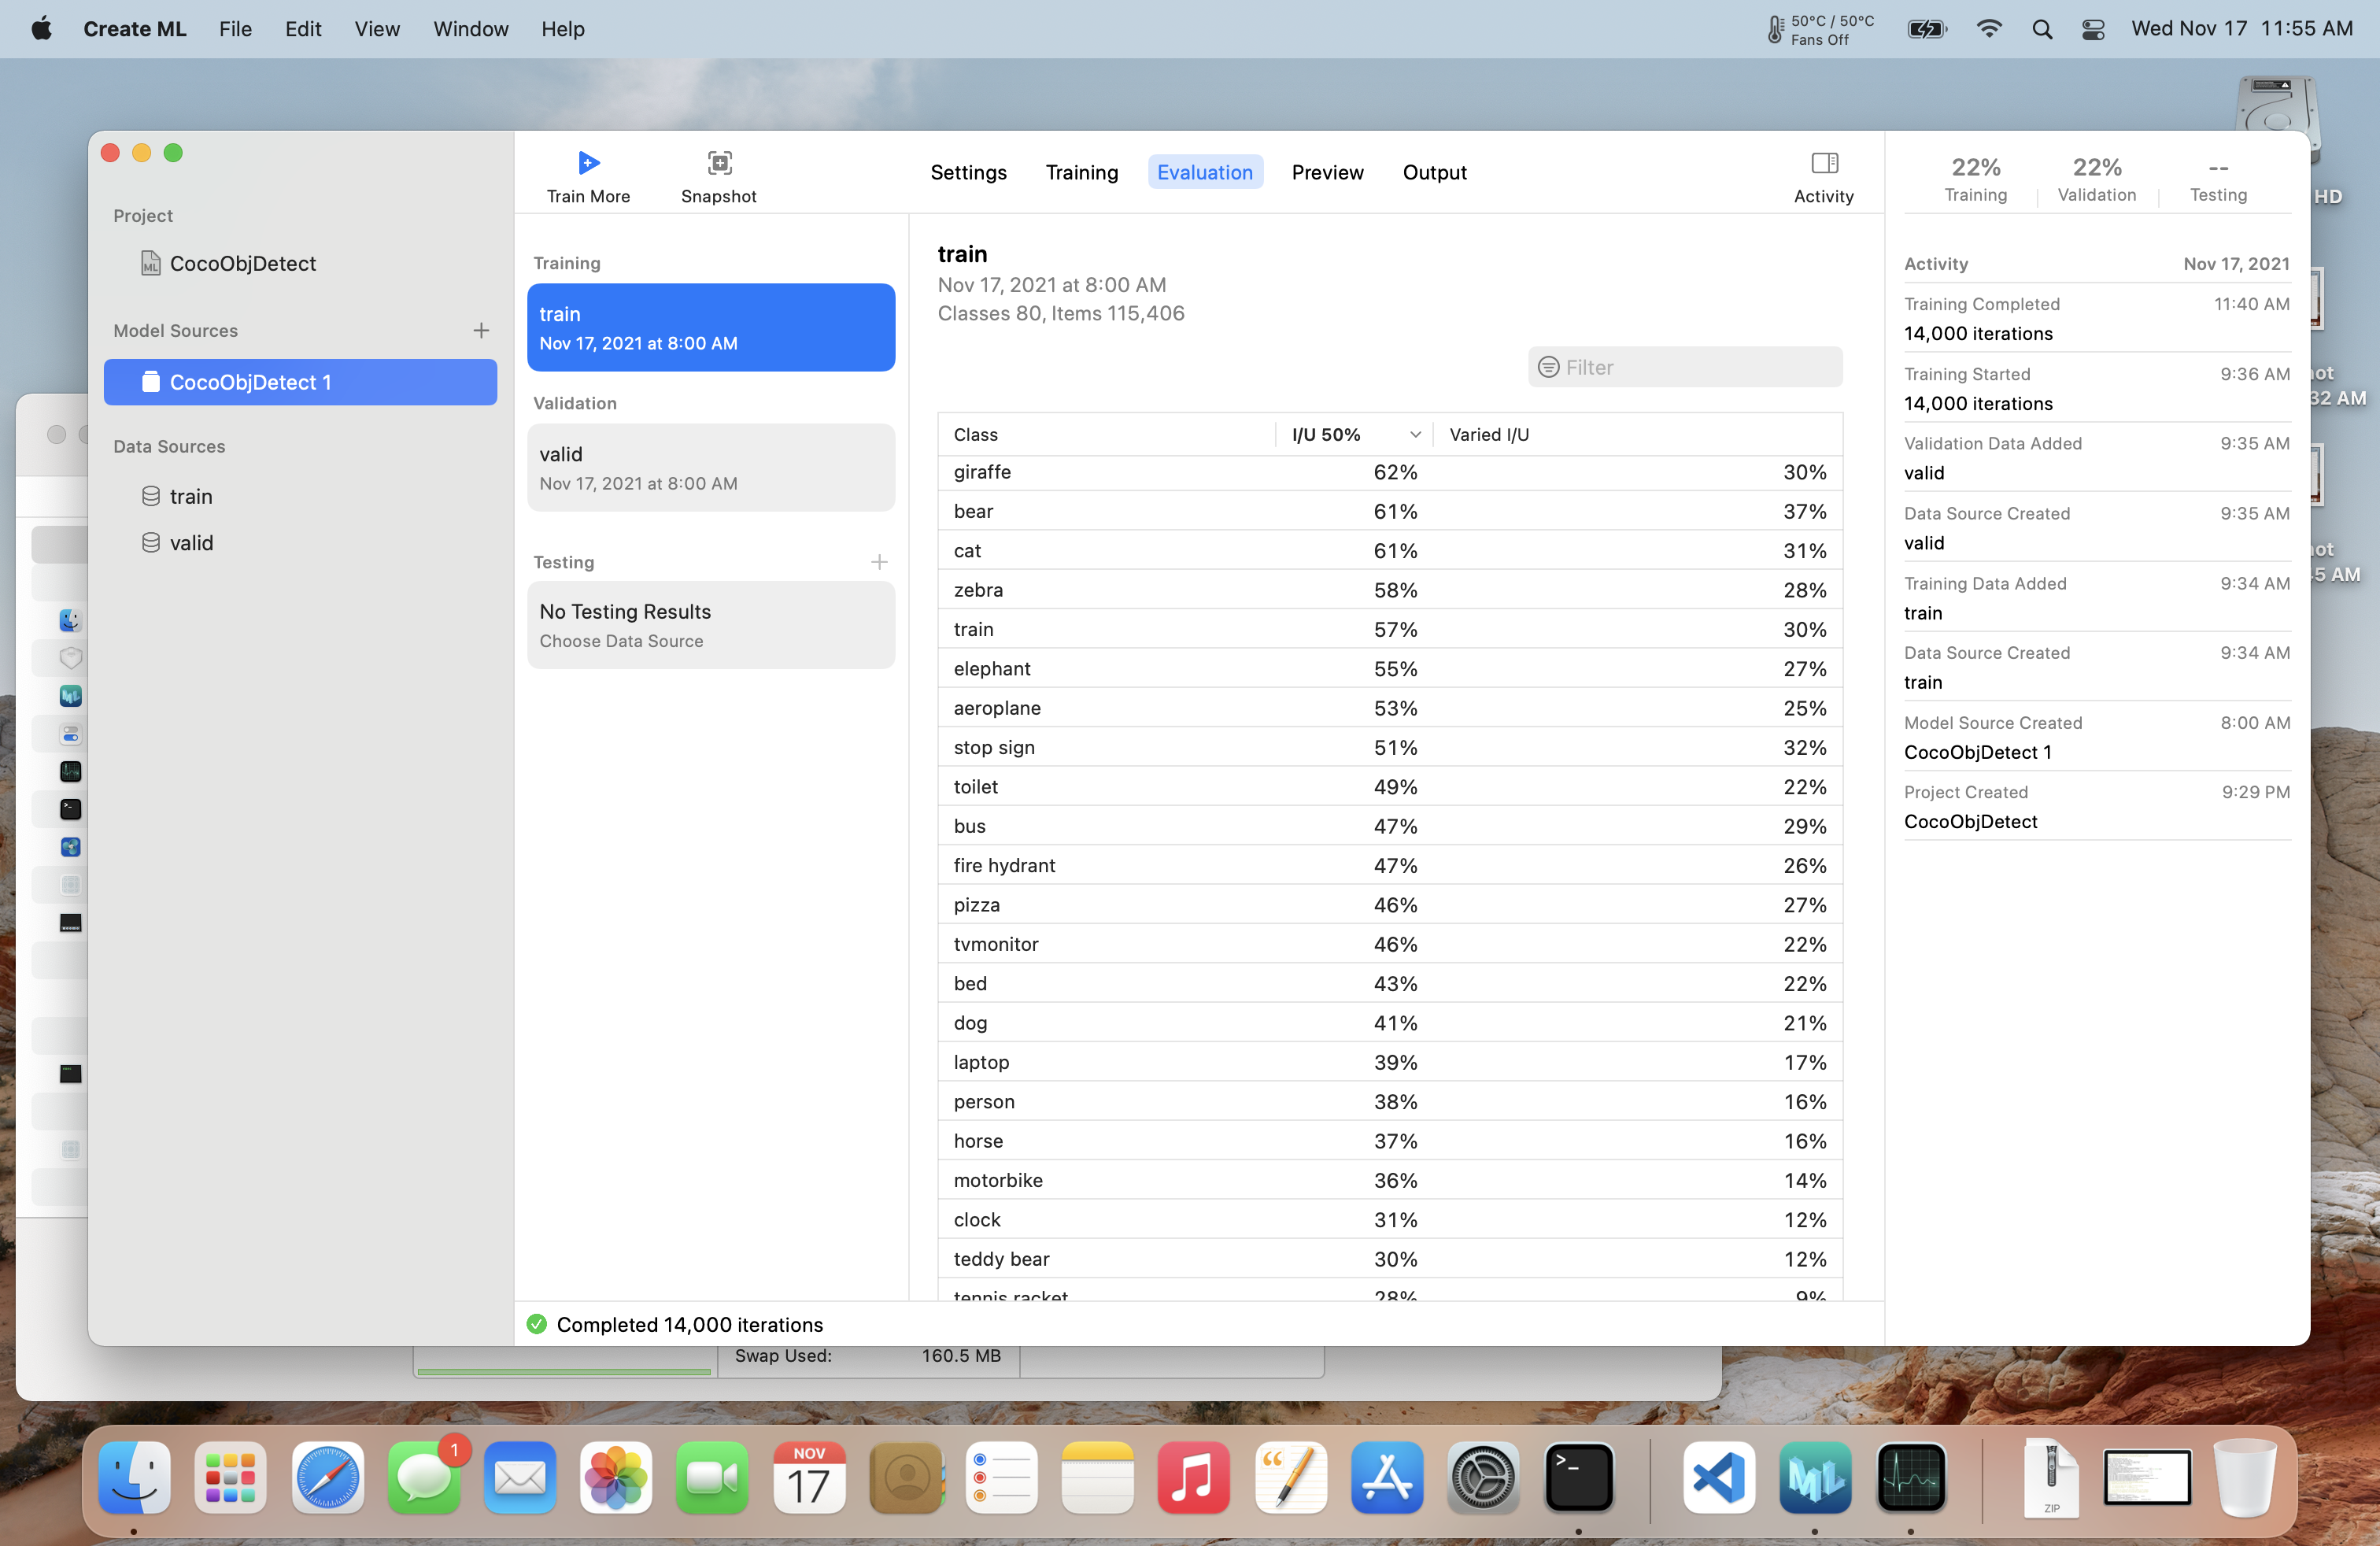 Create ML File Edit View Window Help
50°C / 50°C
Fans Off
Wed Nov 17 11:55 AM
HD
32 AM
5 AM
Project
CocoObjDetect
Model Sources
CocoObjDetect 1
Data Sources
train
valid
Train More
Snapshot
Settings Training Evaluation Preview Output
Activity
Training
train
Nov 17, 2021 at 8:00 AM
Validation
valid
Nov 17, 2021 at 8:00 AM
Testing
No Testing Results
Choose Data Source
train
Nov 17, 2021 at 8:00 AM
Classes 80, Items 115,406
Filter
Class I/U 50% Varied I/U
giraffe 62% 30%
bear 61% 37%
cat 61% 31%
zebra 58% 28%
train 57% 30%
elephant 55% 27%
aeroplane 53% 25%
stop sign 51% 32%
toilet 49% 22%
bus 47% 29%
fire hydrant 47% 26%
pizza 46% 27%
tvmonitor 46% 22%
bed 43% 22%
dog 41% 21%
laptop 39% 17%
person 38% 16%
horse 37% 16%
motorbike 36% 14%
clock 31% 12%
teddy bear 30% 12%
tennis racket 28% 9%
Completed 14,000 iterations
22% 22% --
Training Validation Testing
Activity Nov 17, 2021
Training Completed 11:40 AM
14,000 iterations
Training Started 9:36 AM
14,000 iterations
Validation Data Added 9:35 AM
valid
Data Source Created 9:35 AM
valid
Training Data Added 9:34 AM
train
Data Source Created 9:34 AM
train
Model Source Created 8:00 AM
CocoObjDetect 1
Project Created 9:29 PM
CocoObjDetect
Swap Used: 160.5 MB
1
NOV
17
ML
ZIP